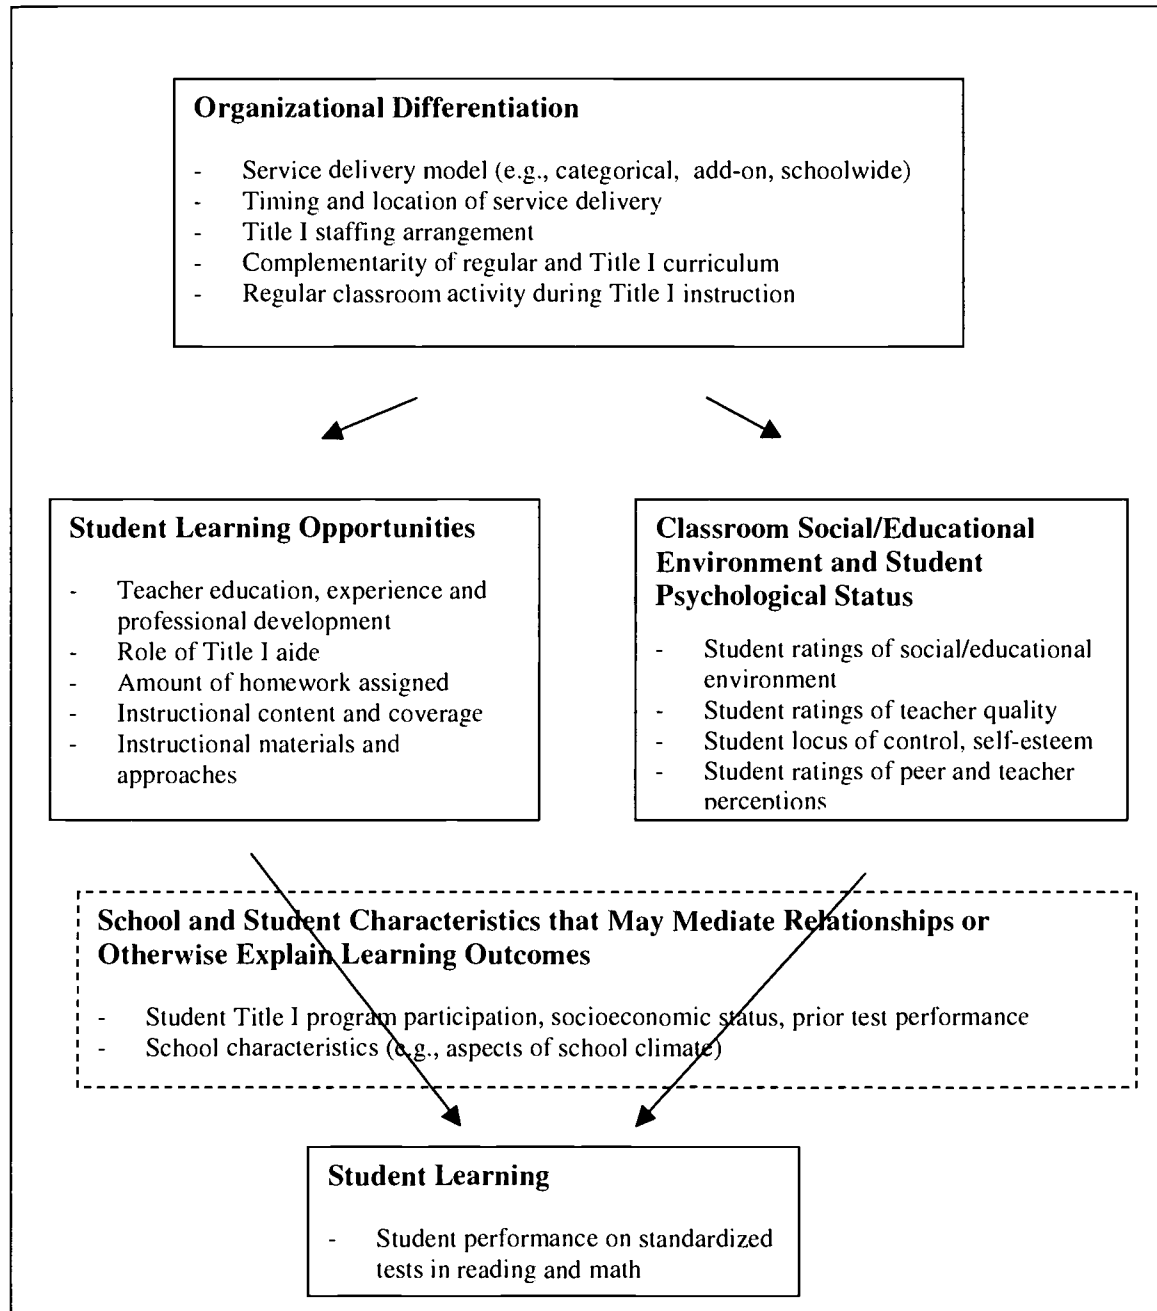 Organizational Differentiation
- Service delivery model (e.g., categorical, add-on, schoolwide)
- Timing and location of service delivery
- Title I staffing arrangement
- Complementarity of regular and Title I curriculum
- Regular classroom activity during Title I instruction
Student Learning Opportunities
- Teacher education, experience and
professional development
- Role of Title I aide
- Amount of homework assigned
- Instructional content and coverage
- Instructional materials and
approaches
Classroom Social/Educational
Environment and Student
Psychological Status
- Student ratings of social/educational
environment
- Student ratings of teacher quality
- Student locus of control, self-esteem
- Student ratings of peer and teacher
perceptions
School and Student Characteristics that May Mediate Relationships or
Otherwise Explain Learning Outcomes
- Student Title I program participation, socioeconomic status, prior test performance
- School characteristics (e.g., aspects of school climate)
Student Learning
- Student performance on standardized
tests in reading and math